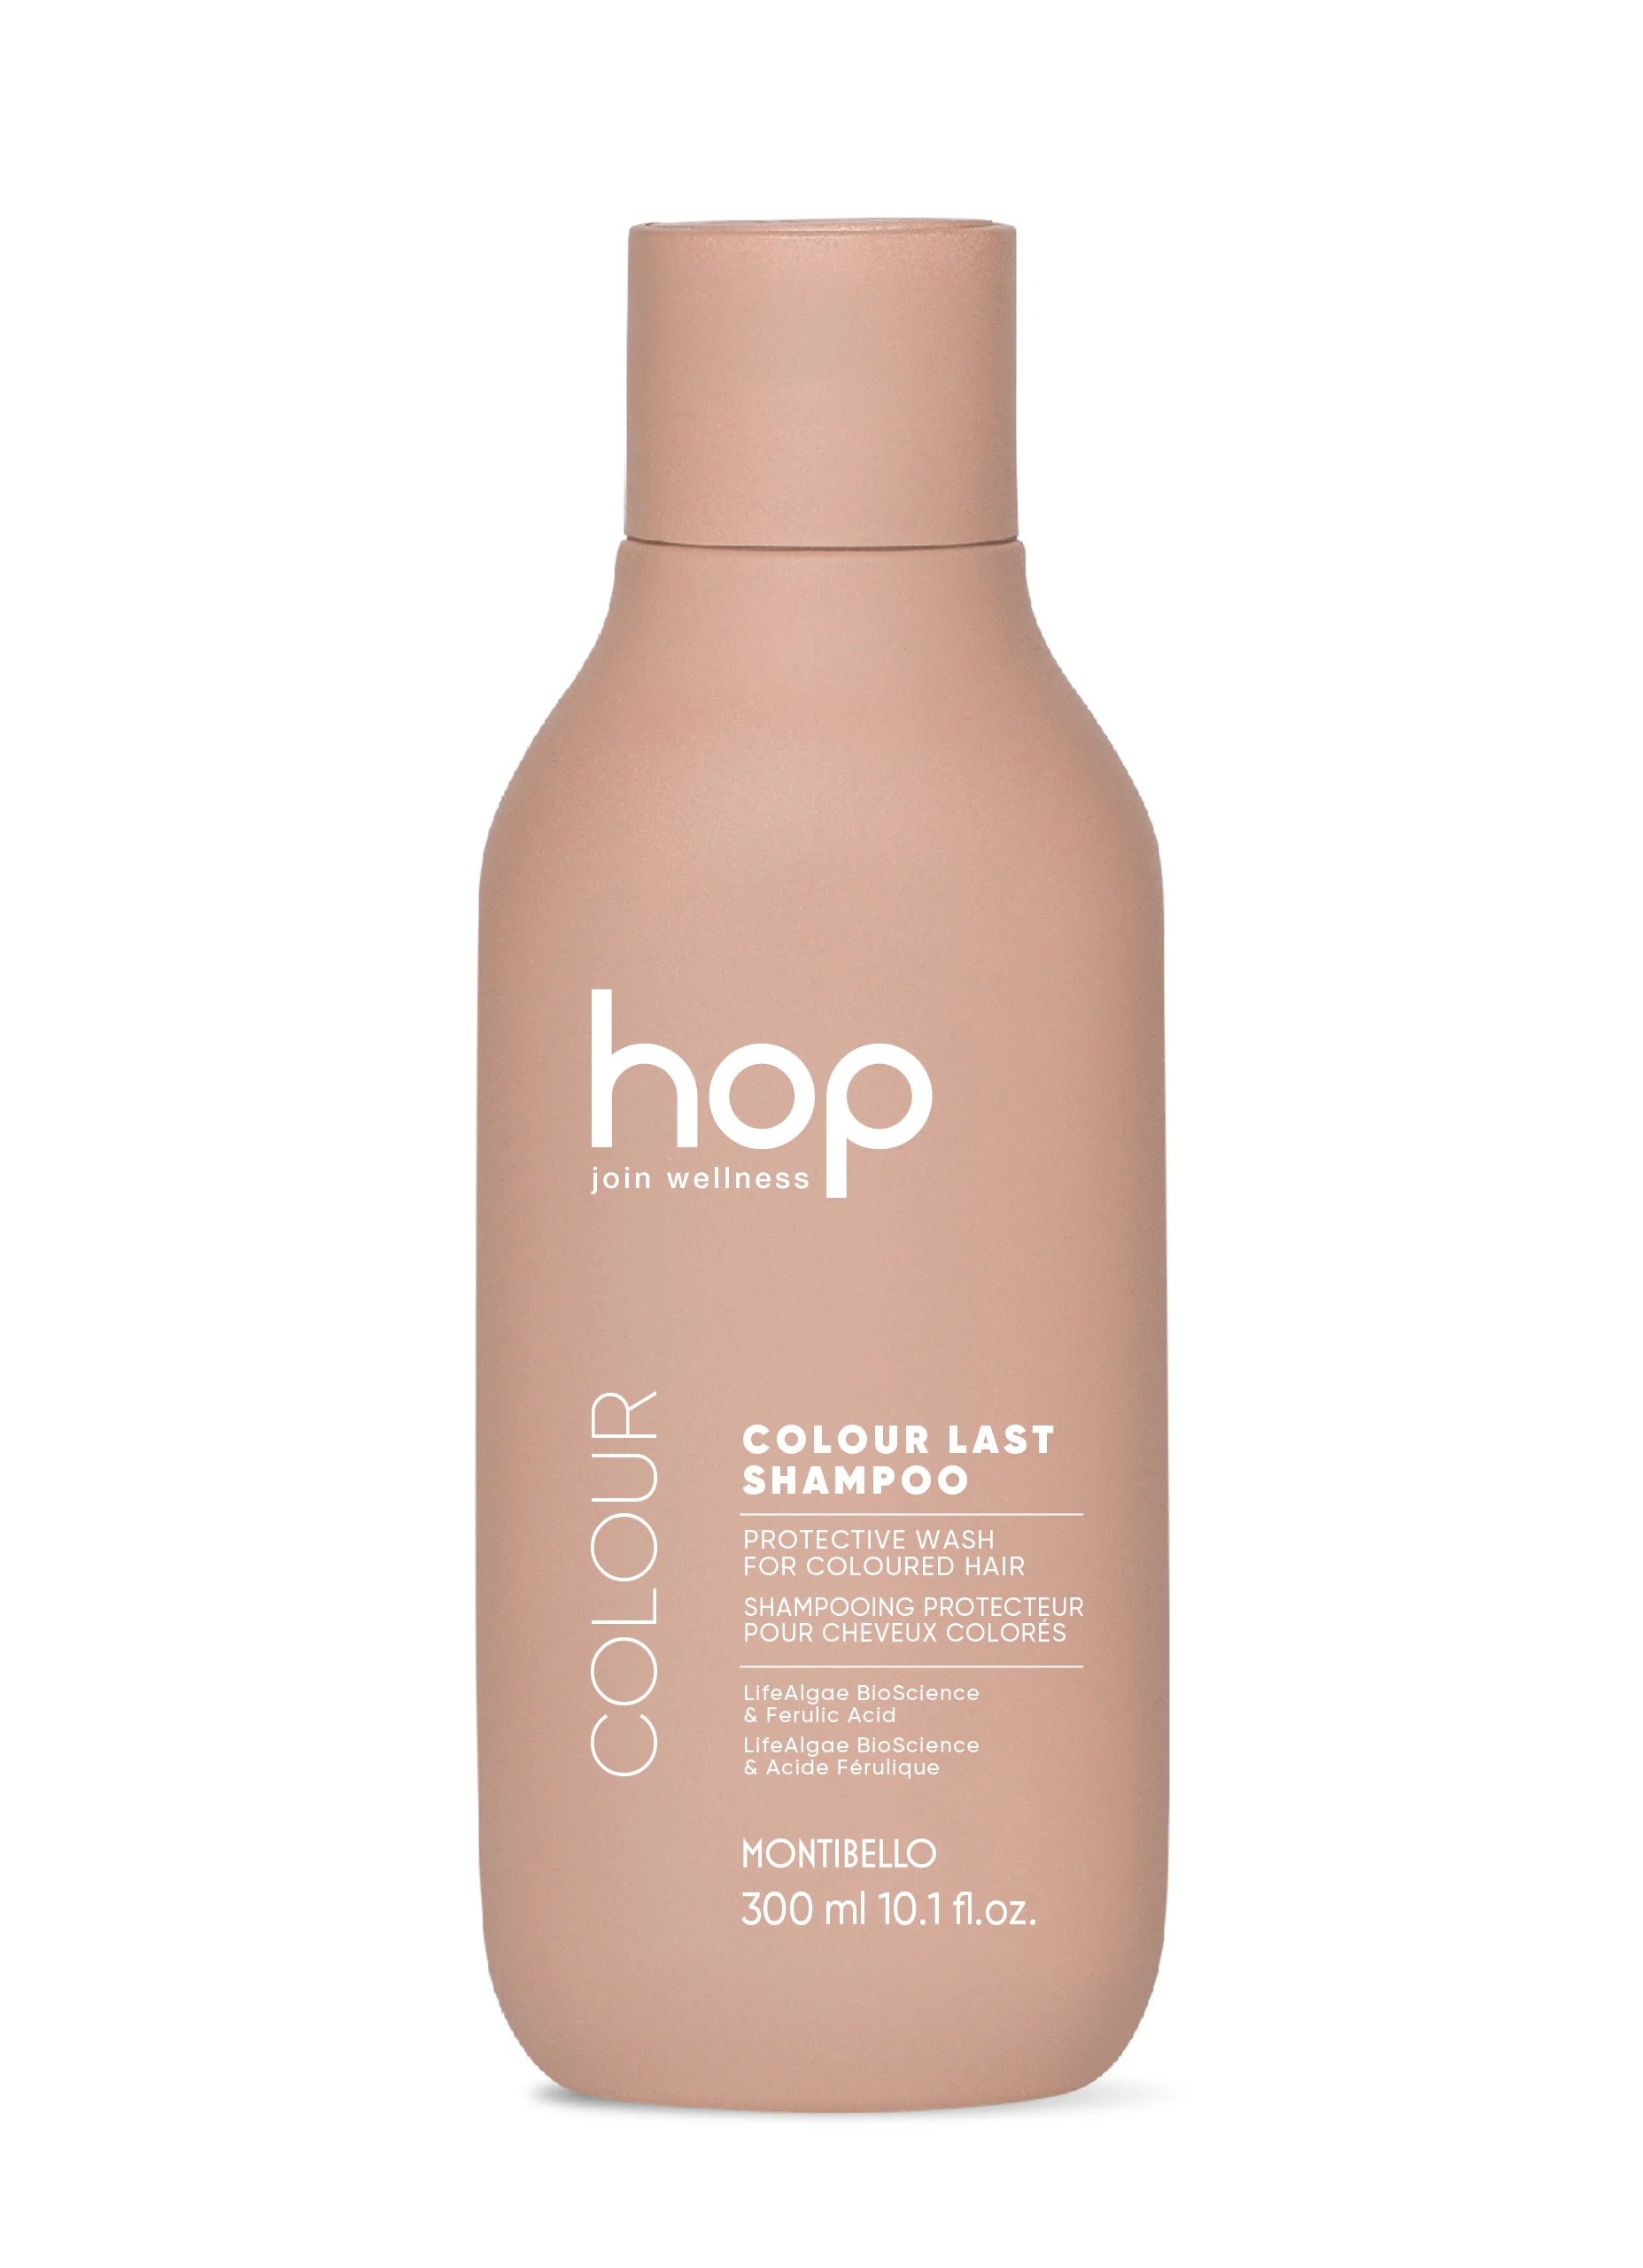 hop
join wellness
COLOUR
COLOUR LAST
SHAMPOO
PROTECTIVE WASH
FOR COLOURED HAIR
SHAMPOOING PROTECTEUR
POUR CHEVEUX COLORÉS
LifeAlgae BioScience
& Ferulic Acid
LifeAlgae BioScience
& Acide Férulique
MONTIBELLO
300 ml 10.1 fl.oz.